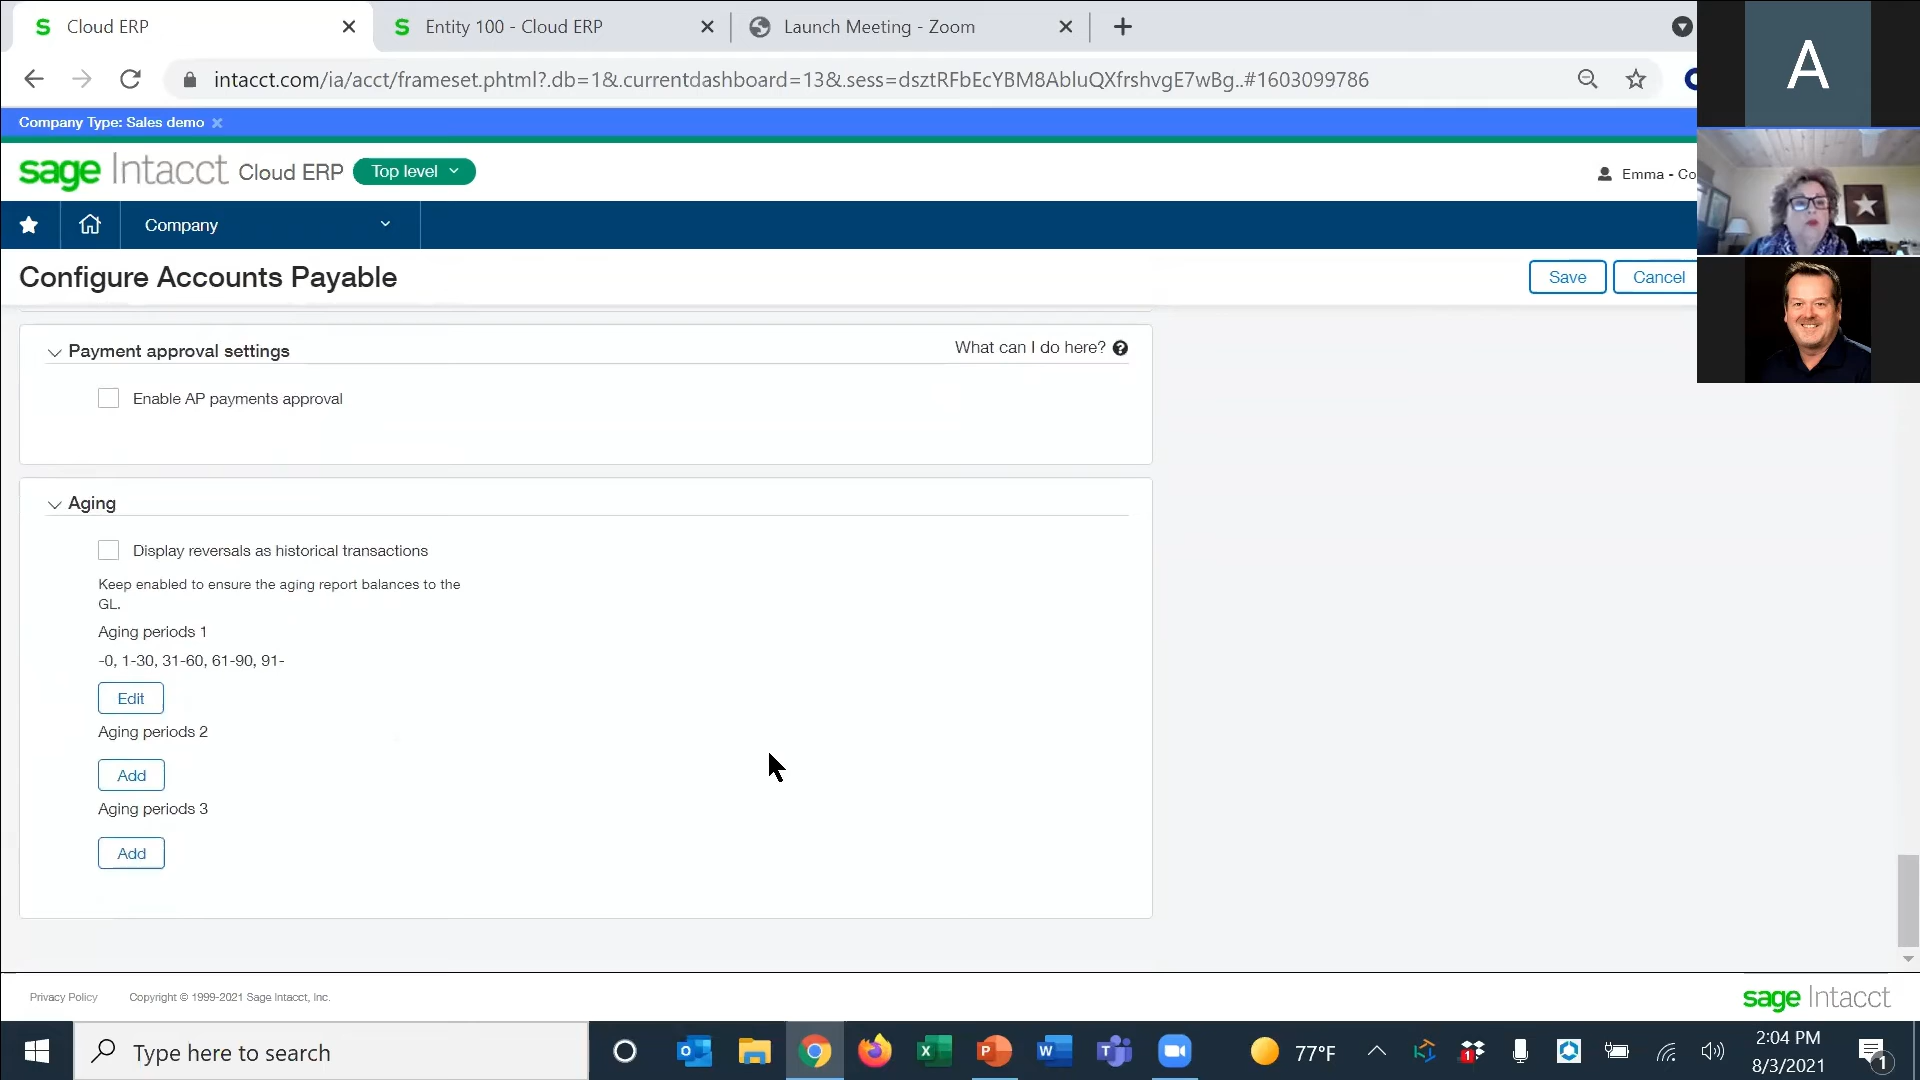 Cloud ERP
Entity 100 - Cloud ERP
Launch Meeting - Zoom
intacct.com/ia/acct/frameset.phtml?.db=1&.currentdashboard=13&.sess=dsztRFbEcYBM8AbluQXfrshvgE7wBg..#1603099786
Company Type: Sales demo
sage Intacct Cloud ERP Top level
Emma - Co
Company
Configure Accounts Payable
Save
Cancel
A
Payment approval settings
What can I do here?
Enable AP payments approval
Aging
Display reversals as historical transactions
Keep enabled to ensure the aging report balances to the
GL.
Aging periods 1
-0, 1-30, 31-60, 61-90, 91-
Edit
Aging periods 2
Add
Aging periods 3
Add
Privacy Policy
Copyright © 1999-2021 Sage Intacct, Inc.
sage Intacct
Type here to search
77°F
1
2:04 PM
8/3/2021
1